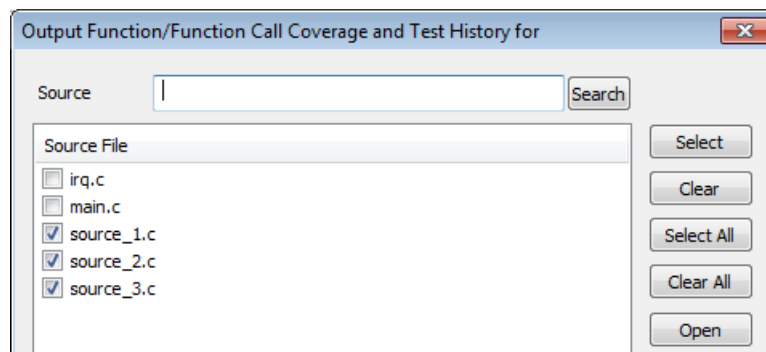 Output Function/Function Call Coverage and Test History for
Source
Search
Source File
irq.c
main.c
source_1.c
source_2.c
source_3.c
Select
Clear
Select All
Clear All
Open